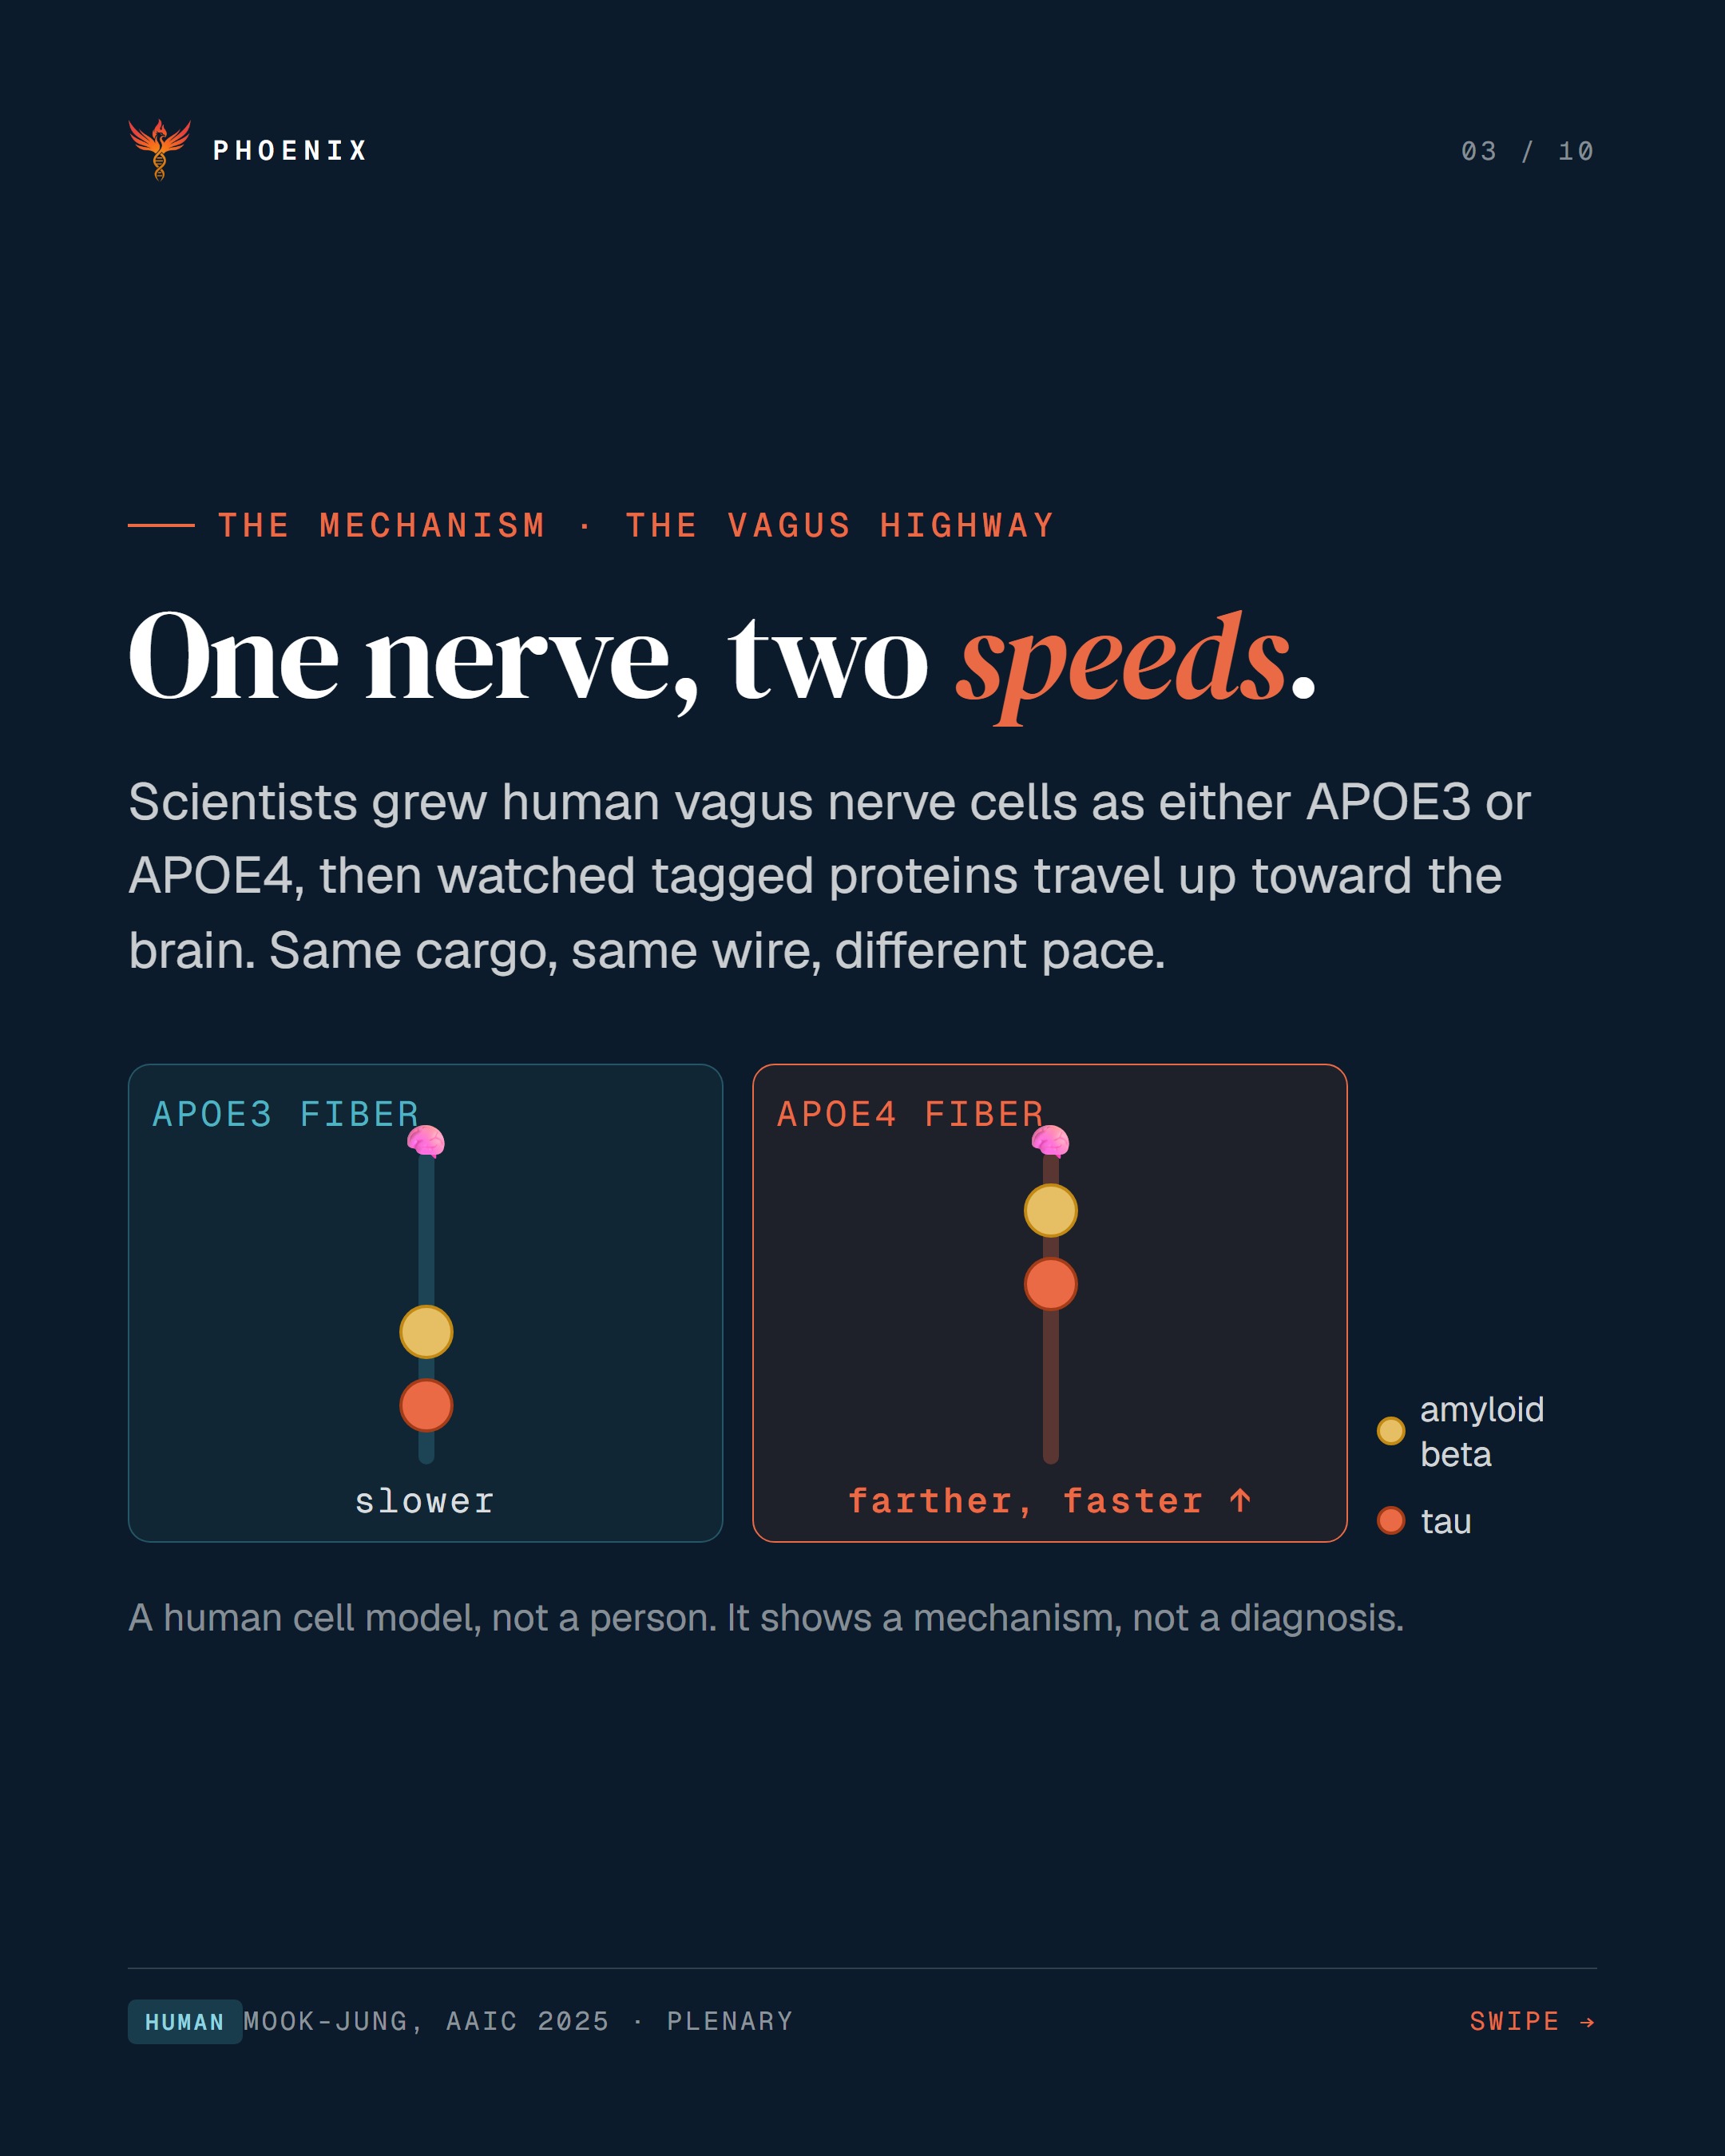 PHOENIX
03 / 10
THE MECHANISM · THE VAGUS HIGHWAY
One nerve, two speeds.
Scientists grew human vagus nerve cells as either APOE3 or
APOE4, then watched tagged proteins travel up toward the
brain. Same cargo, same wire, different pace.
APOE3 FIBER
slower
APOE4 FIBER
farther, faster ↑
amyloid
beta
tau
A human cell model, not a person. It shows a mechanism, not a diagnosis.
HUMAN MOOK-JUNG, AAIC 2025 · PLENARY
SWIPE →